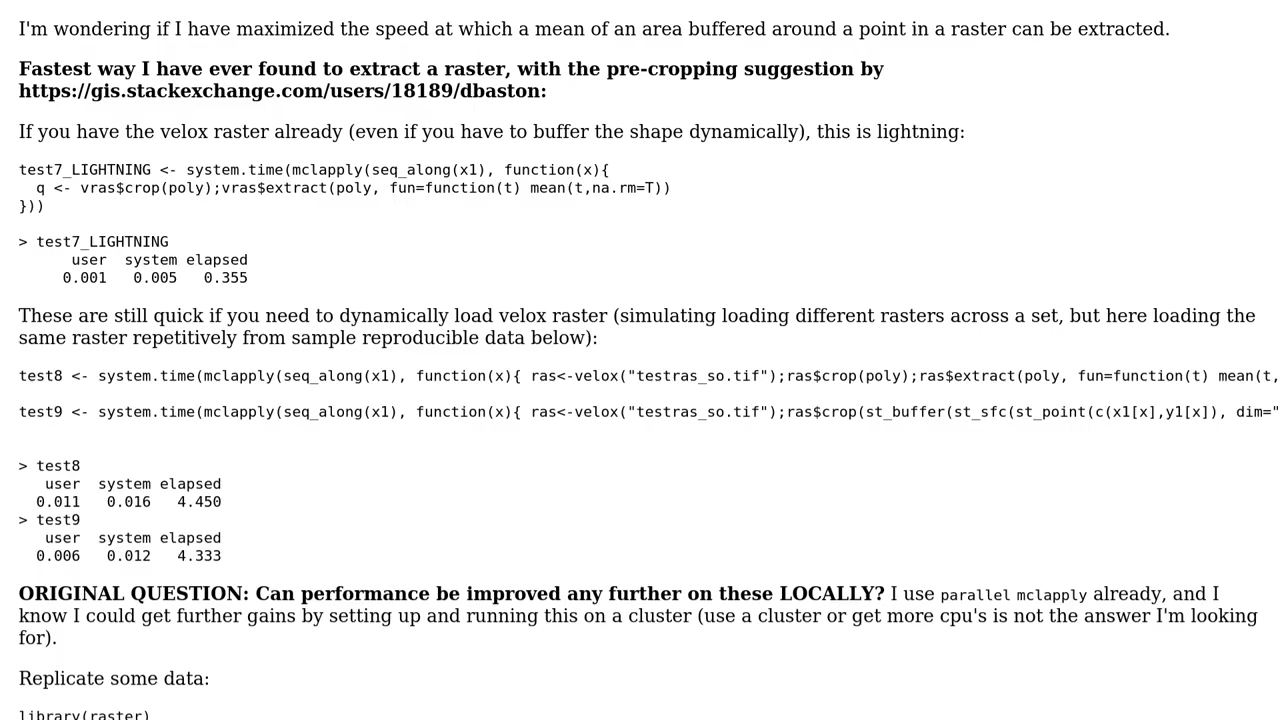 I'm wondering if I have maximized the speed at which a mean of an area buffered around a point in a raster can be extracted.
Fastest way I have ever found to extract a raster, with the pre-cropping suggestion by
https://gis.stackexchange.com/users/18189/dbaston:
If you have the velox raster already (even if you have to buffer the shape dynamically), this is lightning:
test7_LIGHTNING <- system.time(mclapply(seq_along(x1), function(x){
  q <- vras$crop(poly);vras$extract(poly, fun=function(t) mean(t,na.rm=T))
}))
> test7_LIGHTNING
      user  system elapsed
     0.001   0.005   0.355
These are still quick if you need to dynamically load velox raster (simulating loading different rasters across a set, but here loading the
same raster repetitively from sample reproducible data below):
test8 <- system.time(mclapply(seq_along(x1), function(x){ ras<-velox("testras_so.tif");ras$crop(poly);ras$extract(poly, fun=function(t) mean(t,
test9 <- system.time(mclapply(seq_along(x1), function(x){ ras<-velox("testras_so.tif");ras$crop(st_buffer(st_sfc(st_point(c(x1[x],y1[x]), dim="
> test8
   user  system elapsed
  0.011   0.016   4.450
> test9
   user  system elapsed
  0.006   0.012   4.333
ORIGINAL QUESTION: Can performance be improved any further on these LOCALLY? I use parallel mclapply already, and I
know I could get further gains by setting up and running this on a cluster (use a cluster or get more cpu's is not the answer I'm looking
for).
Replicate some data:
library(raster)